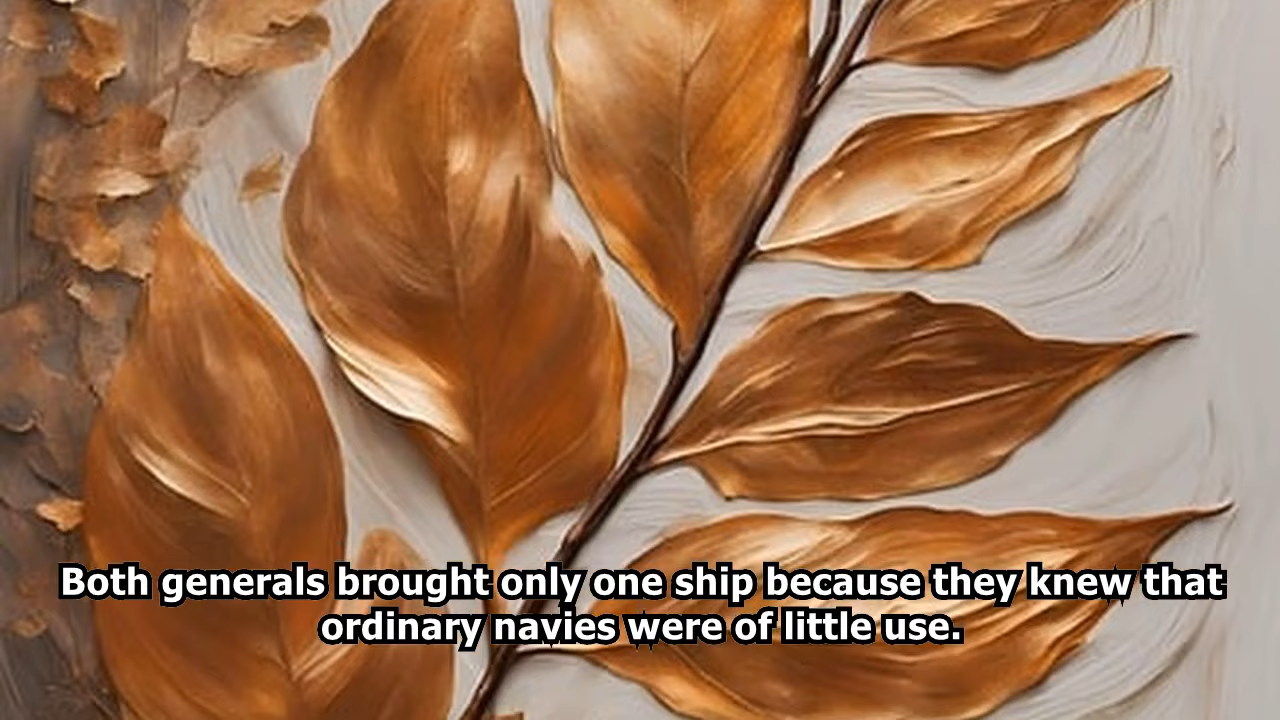 Both generals brought only one ship because they knew that
ordinary navies were of little use.